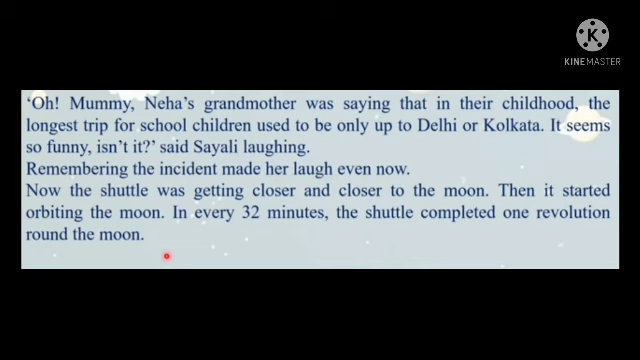 K
KINEMASTER
‘Oh! Mummy, Neha’s grandmother was saying that in their childhood, the
longest trip for school children used to be only up to Delhi or Kolkata. It seems
so funny, isn’t it?’ said Sayali laughing.
Remembering the incident made her laugh even now.
Now the shuttle was getting closer and closer to the moon. Then it started
orbiting the moon. In every 32 minutes, the shuttle completed one revolution
round the moon.